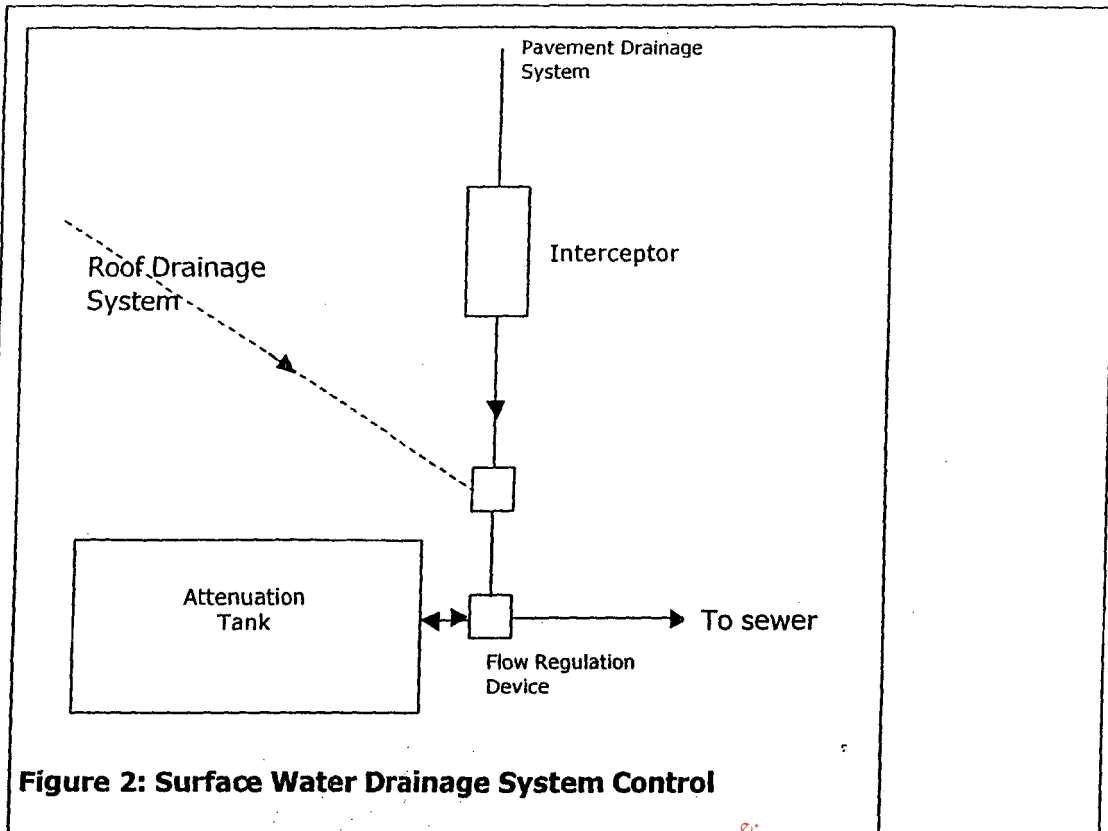 Pavement Drainage
System
Interceptor
Roof Drainage
System
Attenuation
Tank
To sewer
Flow Regulation
Device
Figure 2: Surface Water Drainage System Control